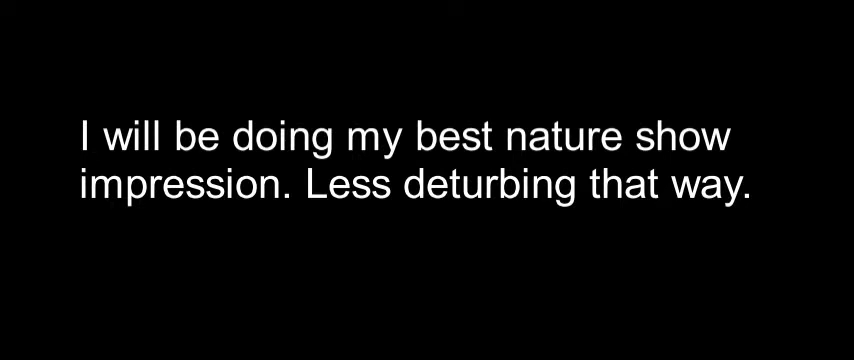 I will be doing my best nature show
impression. Less deturbing that way.